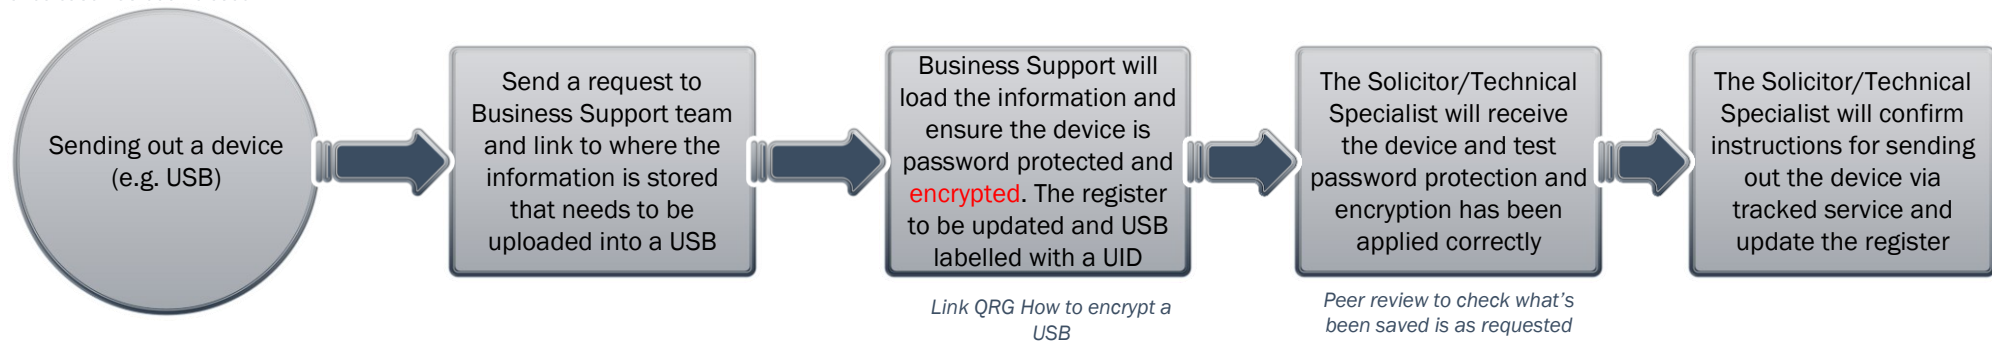 Sending out a device
(e.g. USB)
Send a request to
Business Support team
and link to where the
information is stored
that needs to be
uploaded into a USB
Business Support will
load the information and
ensure the device is
password protected and
encrypted. The register
to be updated and USB
labelled with a UID
Link QRG How to encrypt a
USB
The Solicitor/Technical
Specialist will receive
the device and test
password protection and
encryption has been
applied correctly
Peer review to check what's
been saved is as requested
The Solicitor/Technical
Specialist will confirm
instructions for sending
out the device via
tracked service and
update the register